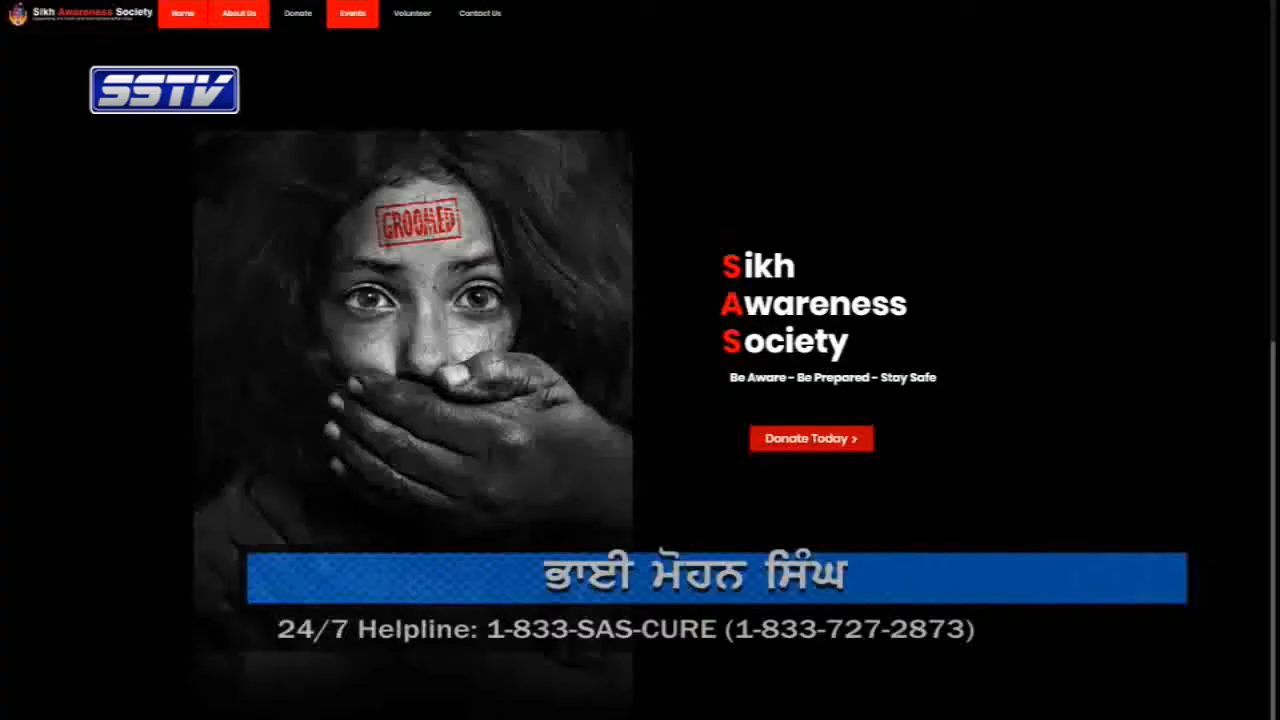 Sikh Awareness Society
Home About Us Donate Events Volunteer Contact Us
SSTV
GROOMED
Sikh
Awareness
Society
Be Aware - Be Prepared - Stay Safe
Donate Today >
ਭਾਈ ਮੋਹਨ ਸਿੰਘ
24/7 Helpline: 1-833-SAS-CURE (1-833-727-2873)